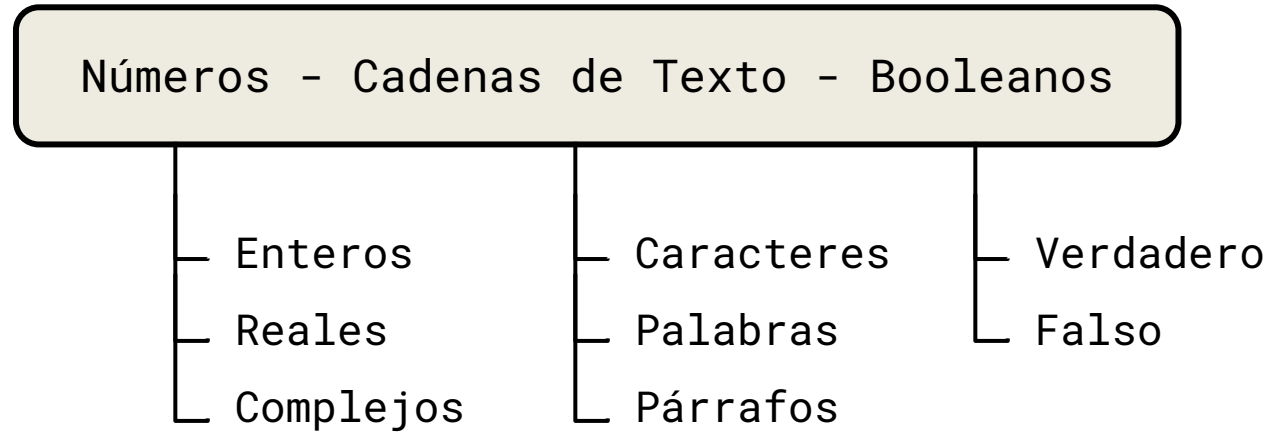 Números - Cadenas de Texto - Booleanos
Enteros
Reales
Complejos
Caracteres
Palabras
Párrafos
Verdadero
Falso